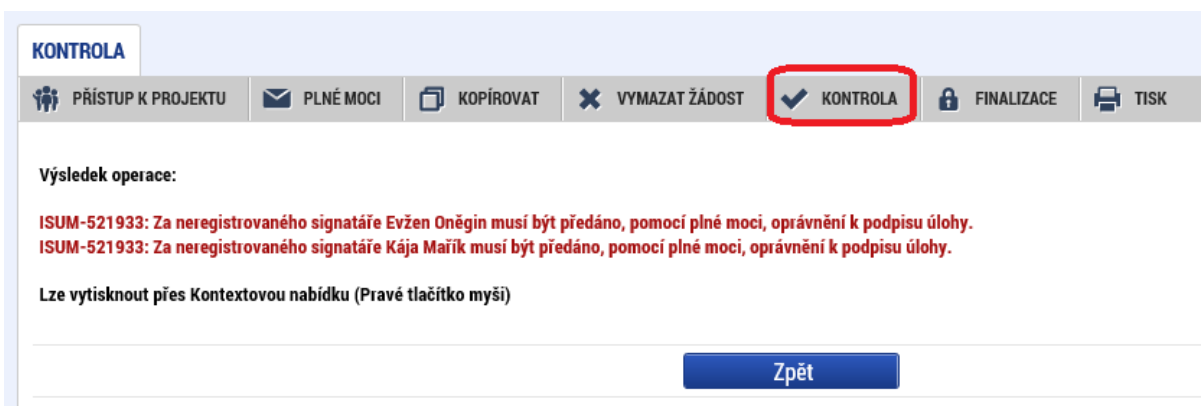 KONTROLA
PŘÍSTUP K PROJEKTU PLNÉ MOCI KOPÍROVAT VYMAZAT ŽÁDOST KONTROLA FINALIZACE TISK
Výsledek operace:
ISUM-521933: Za neregistrovaného signatáře Evžen Oněgin musí být předáno, pomocí plné moci, oprávnění k podpisu úlohy.
ISUM-521933: Za neregistrovaného signatáře Kája Mařík musí být předáno, pomocí plné moci, oprávnění k podpisu úlohy.
Lze vytisknout přes Kontextovou nabídku (Pravé tlačítko myši)
Zpět